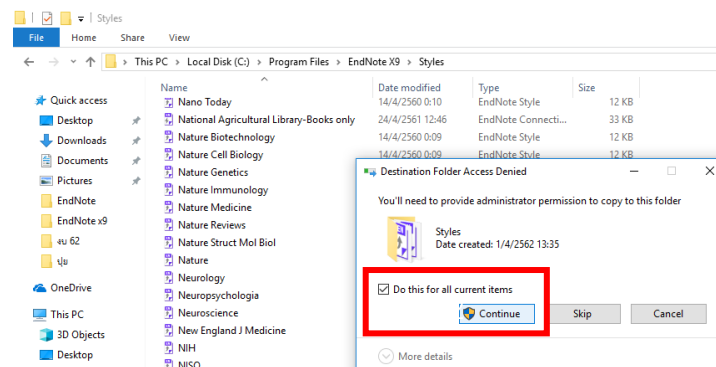 Styles
File Home Share View
This PC > Local Disk (C:) > Program Files > EndNote X9 > Styles
Name Date modified Type Size
Quick access
Desktop
Downloads
Documents
Pictures
EndNote
EndNote x9
งบ 62
ปุ๋ย
OneDrive
This PC
3D Objects
Desktop
Nano Today 14/4/2560 0:10 EndNote Style 12 KB
National Agricultural Library-Books only 24/4/2561 12:46 EndNote Connecti... 33 KB
Nature Biotechnology 14/4/2560 0:09 EndNote Style 12 KB
Nature Cell Biology 14/4/2560 0:09 EndNote Style 12 KB
Nature Genetics
Nature Immunology
Nature Medicine
Nature Reviews
Nature Struct Mol Biol
Nature
Neurology
Neuropsychologia
Neuroscience
New England J Medicine
NIH
NISO
Destination Folder Access Denied
You'll need to provide administrator permission to copy to this folder
Styles
Date created: 1/4/2562 13:35
Do this for all current items
Continue Skip Cancel
More details